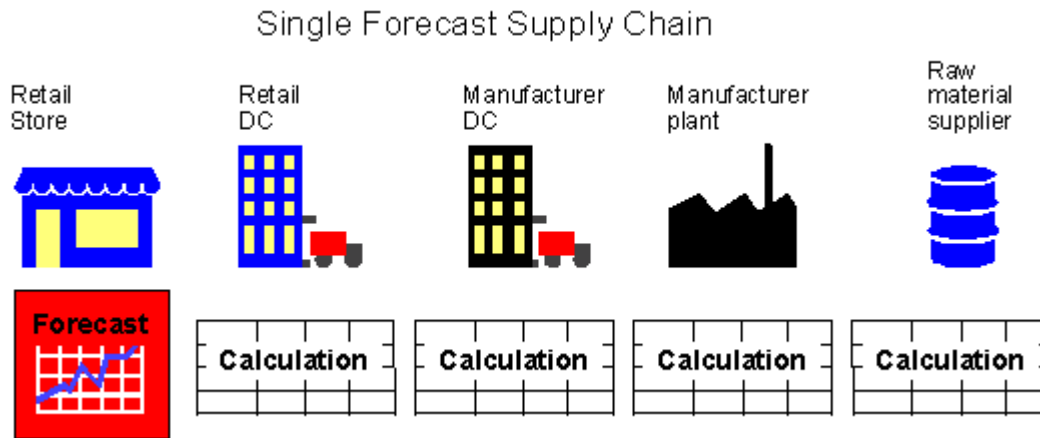 Single Forecast Supply Chain
Retail
Store
Retail
DC
Manufacturer
DC
Manufacturer
plant
Raw
material
supplier
Forecast
Calculation
Calculation
Calculation
Calculation